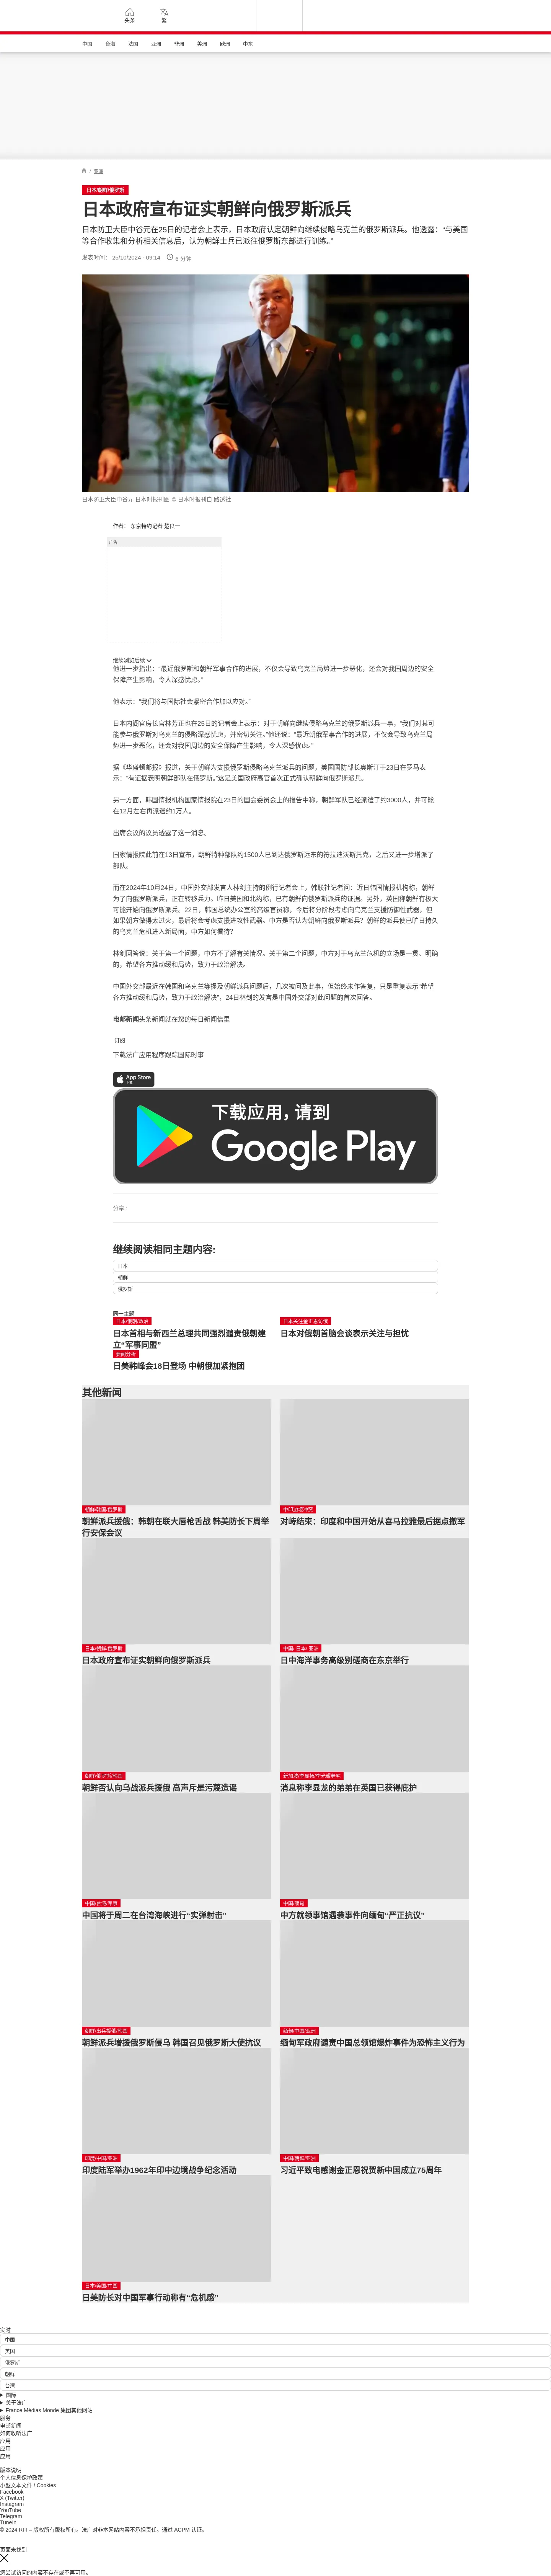 头条
繁
中国
台海
法国
亚洲
非洲
美洲
欧洲
中东
/ 亚洲
日本/朝鲜/俄罗斯
日本政府宣布证实朝鲜向俄罗斯派兵
日本防卫大臣中谷元在25日的记者会上表示，日本政府认定朝鲜向继续侵略乌克兰的俄罗斯派兵。他透露：“与美国
等合作收集和分析相关信息后，认为朝鲜士兵已派往俄罗斯东部进行训练。”
发表时间： 25/10/2024 - 09:14 6 分钟
日本防卫大臣中谷元 日本时报刊图 © 日本时报刊自 路透社
作者： 东京特约记者 楚良一
广告
继续浏览后续
他进一步指出：“最近俄罗斯和朝鲜军事合作的进展，不仅会导致乌克兰局势进一步恶化，还会对我国周边的安全
保障产生影响，令人深感忧虑。”
他表示：“我们将与国际社会紧密合作加以应对。”
日本内阁官房长官林芳正也在25日的记者会上表示：对于朝鲜向继续侵略乌克兰的俄罗斯派兵一事，“我们对其可
能参与俄罗斯对乌克兰的侵略深感忧虑，并密切关注。”他还说：“最近朝俄军事合作的进展，不仅会导致乌克兰局
势进一步恶化，还会对我国周边的安全保障产生影响，令人深感忧虑。”
据《华盛顿邮报》报道，关于朝鲜为支援俄罗斯侵略乌克兰派兵的问题，美国国防部长奥斯汀于23日在罗马表
示：“有证据表明朝鲜部队在俄罗斯。”这是美国政府高官首次正式确认朝鲜向俄罗斯派兵。
另一方面，韩国情报机构国家情报院在23日的国会委员会上的报告中称，朝鲜军队已经派遣了约3000人，并可能
在12月左右再派遣约1万人。
出席会议的议员透露了这一消息。
国家情报院此前在13日宣布，朝鲜特种部队约1500人已到达俄罗斯远东的符拉迪沃斯托克，之后又进一步增派了
部队。
而在2024年10月24日，中国外交部发言人林剑主持的例行记者会上，韩联社记者问：近日韩国情报机构称，朝鲜
为了向俄罗斯派兵，正在转移兵力。昨日美国和北约称，已有朝鲜向俄罗斯派兵的证据。另外，英国称朝鲜有极大
可能开始向俄罗斯派兵。22日，韩国总统办公室的高级官员称，今后将分阶段考虑向乌克兰支援防御性武器，但
如果朝方做得太过火，最后将会考虑支援进攻性武器。中方是否认为朝鲜向俄罗斯派兵？朝鲜的派兵使已旷日持久
的乌克兰危机进入新局面，中方如何看待？
林剑回答说：关于第一个问题，中方不了解有关情况。关于第二个问题，中方对于乌克兰危机的立场是一贯、明确
的，希望各方推动缓和局势，致力于政治解决。
中国外交部最近在韩国和乌克兰等提及朝鲜派兵问题后，几次被问及此事，但始终未作答复，只是重复表示“希望
各方推动缓和局势，致力于政治解决“，24日林剑的发言是中国外交部对此问题的首次回答。
电邮新闻头条新闻就在您的每日新闻信里
订阅
下载法广应用程序跟踪国际时事
App Store
下载
下载应用，请到
Google Play
分享 :
继续阅读相同主题内容:
日本
朝鲜
俄罗斯
同一主题
日本/俄朝/政治
日本首相与新西兰总理共同强烈谴责俄朝建
立“军事同盟”
日本关注金正恩访俄
日本对俄朝首脑会谈表示关注与担忧
要闻分析
日美韩峰会18日登场 中朝俄加紧抱团
其他新闻
朝鲜/韩国/俄罗斯
朝鲜派兵援俄：韩朝在联大唇枪舌战 韩美防长下周举
行安保会议
中印边境冲突
对峙结束：印度和中国开始从喜马拉雅最后据点撤军
日本/朝鲜/俄罗斯
日本政府宣布证实朝鲜向俄罗斯派兵
中国/ 日本/ 亚洲
日中海洋事务高级别磋商在东京举行
朝鲜/俄罗斯/韩国
朝鲜否认向乌战派兵援俄 高声斥是污蔑造谣
新加坡/李显扬/李光耀老宅
消息称李显龙的弟弟在英国已获得庇护
中国/台湾/军事
中国将于周二在台湾海峡进行“实弹射击”
中国/缅甸
中方就领事馆遇袭事件向缅甸“严正抗议”
朝鲜/出兵援俄/韩国
朝鲜派兵增援俄罗斯侵乌 韩国召见俄罗斯大使抗议
缅甸/中国/亚洲
缅甸军政府谴责中国总领馆爆炸事件为恐怖主义行为
印度/中国/亚洲
印度陆军举办1962年印中边境战争纪念活动
中国/朝鲜/亚洲
习近平致电感谢金正恩祝贺新中国成立75周年
日本/美国/中国
日美防长对中国军事行动称有“危机感”
实时
中国
美国
俄罗斯
朝鲜
台湾
国际
关于法广
France Médias Monde 集团其他网站
服务
电邮新闻
如何收听法广
应用
应用
应用
版本说明
个人信息保护政策
小型文本文件 / Cookies
Facebook
X (Twitter)
Instagram
YouTube
Telegram
TuneIn
© 2024 RFI – 版权所有版权所有。法广对非本网站内容不承担责任。通过 ACPM 认证。
页面未找到
您尝试访问的内容不存在或不再可用。